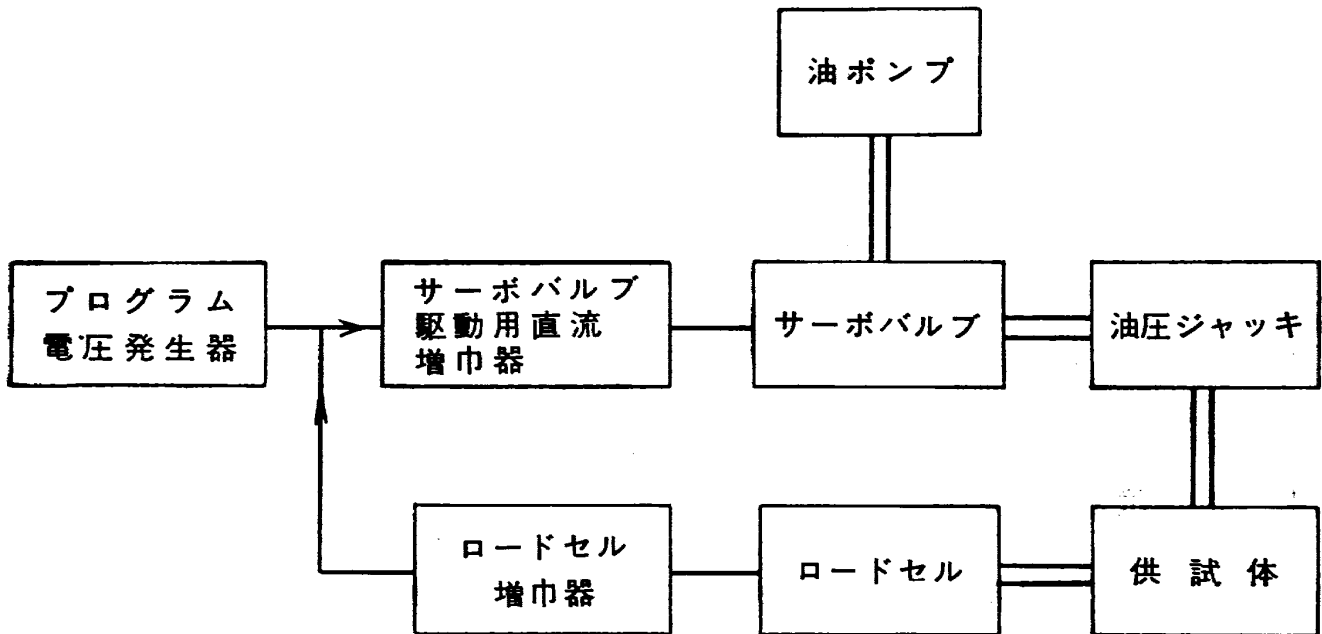 油ポンプ
プログラム
電圧発生器
サーボバルブ
駆動用直流
増巾器
サーボバルブ
油圧ジャッキ
ロードセル
増巾器
ロードセル
供試体